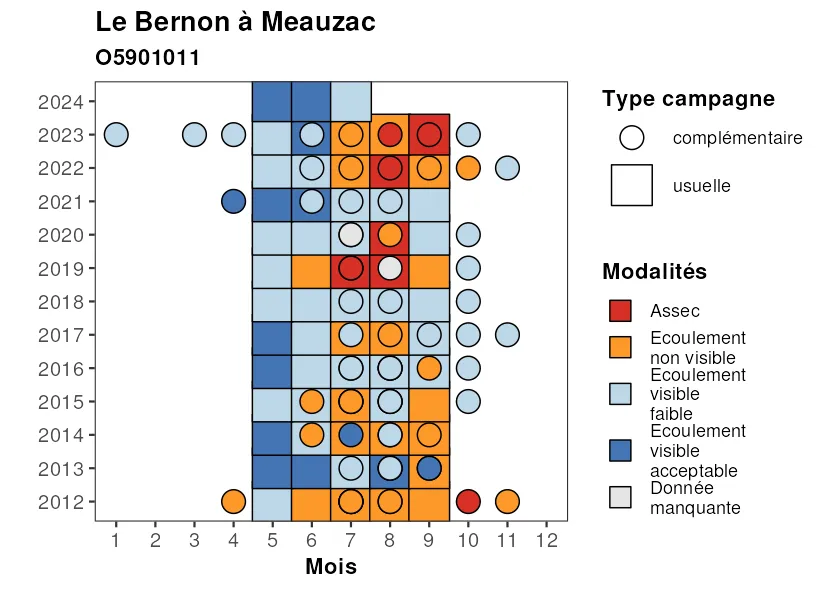 Le Bernon à Meauzac
O5901011
2024
2023
2022
2021
2020
2019
2018
2017
2016
2015
2014
2013
2012
1 2 3 4 5 6 7 8 9 10 11 12
Mois
Type campagne
complémentaire
usuelle
Modalités
Assec
Ecoulement
non visible
Ecoulement
visible
faible
Ecoulement
visible
acceptable
Donnée
manquante